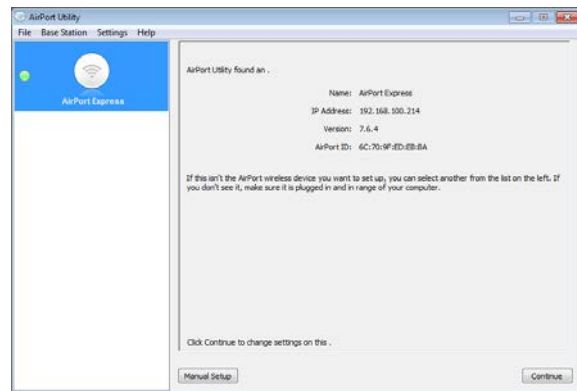 AirPort Utility
File Base Station Settings Help
AirPort Express
AirPort Utility found an .
Name: AirPort Express
IP Address: 192.168.100.214
Version: 7.6.4
AirPort ID: 6C:70:9F:ED:EB:BA
If this isn't the AirPort wireless device you want to set up, you can select another from the list on the left. If
you don't see it, make sure it is plugged in and in range of your computer.
Click Continue to change settings on this .
Manual Setup
Continue